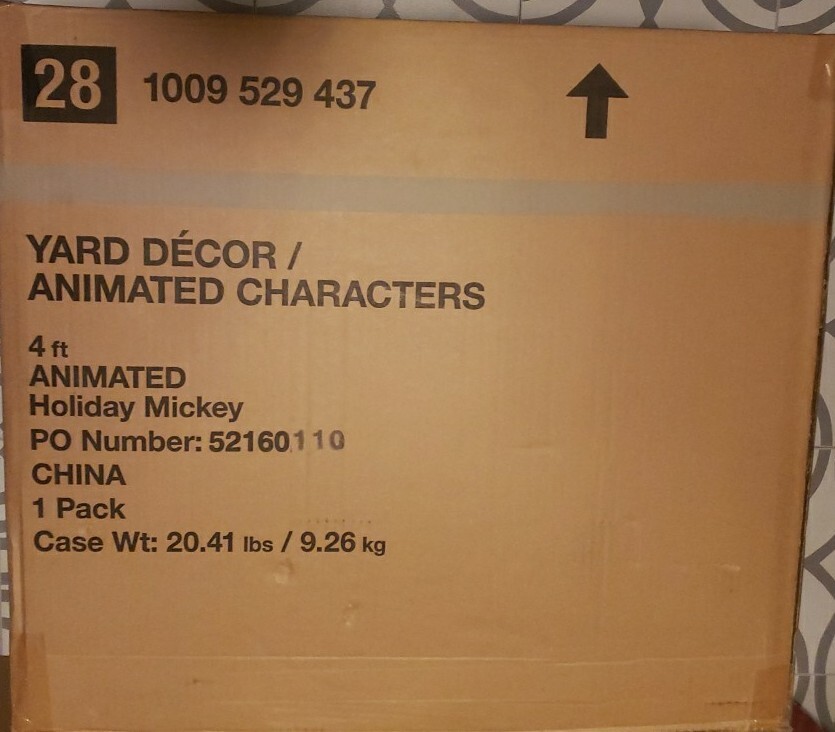 28 1009 529 437
YARD DÉCOR /
ANIMATED CHARACTERS
4 ft
ANIMATED
Holiday Mickey
PO Number: 52160110
CHINA
1 Pack
Case Wt: 20.41 lbs / 9.26 kg